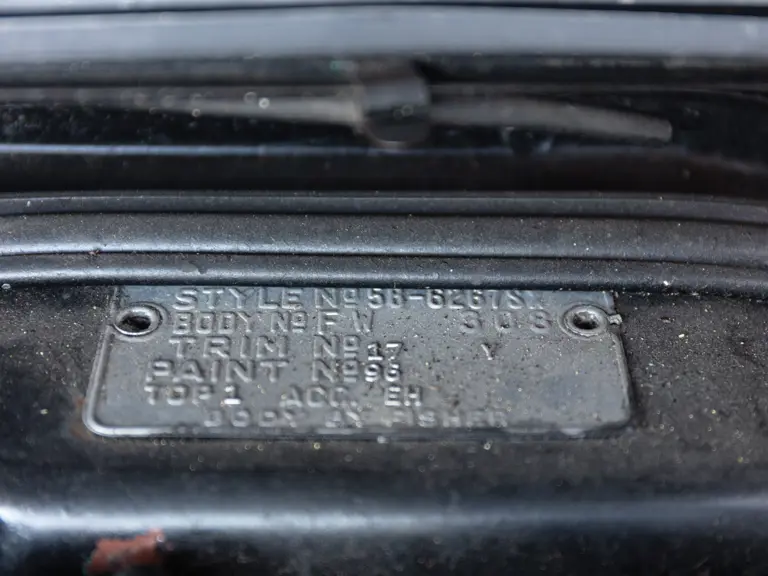 STYLE No 56-6267SX
BODY No FW 308
TRIM No 17 Y
PAINT No 96
TOP 1 ACC. EH
BODY BY FISHER